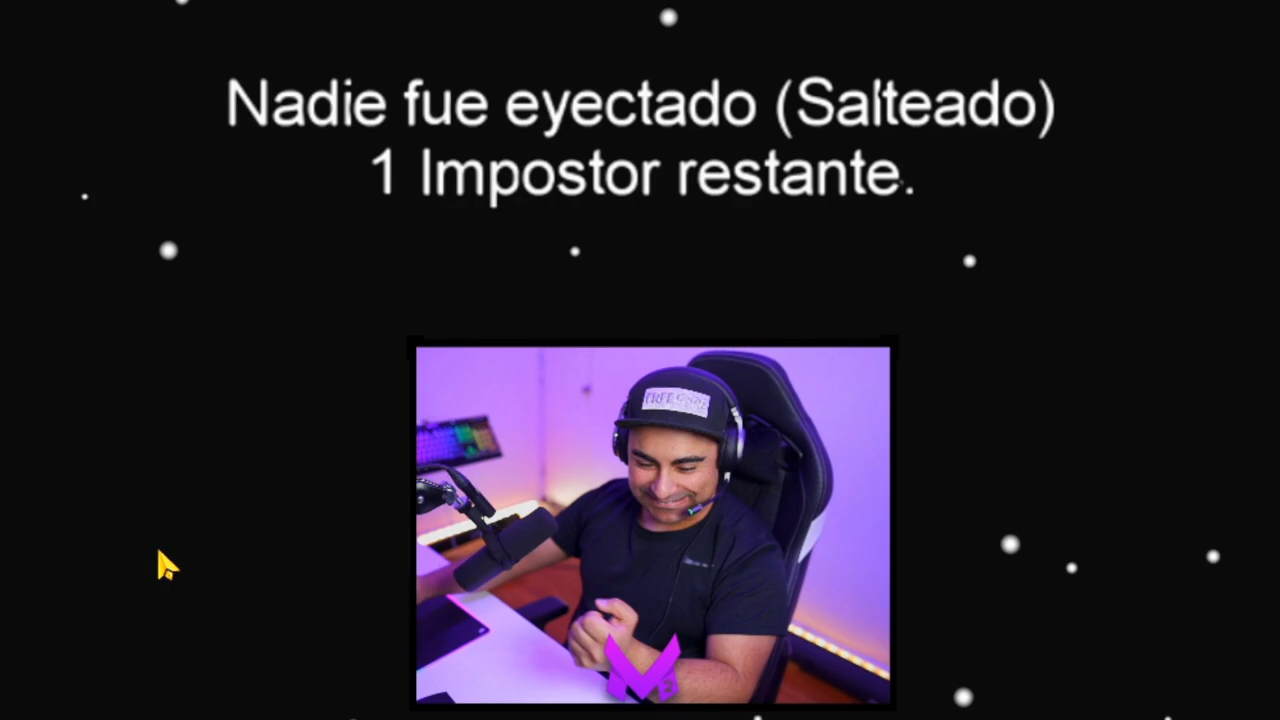 Nadie fue eyectado (Salteado)
1 Impostor restante.